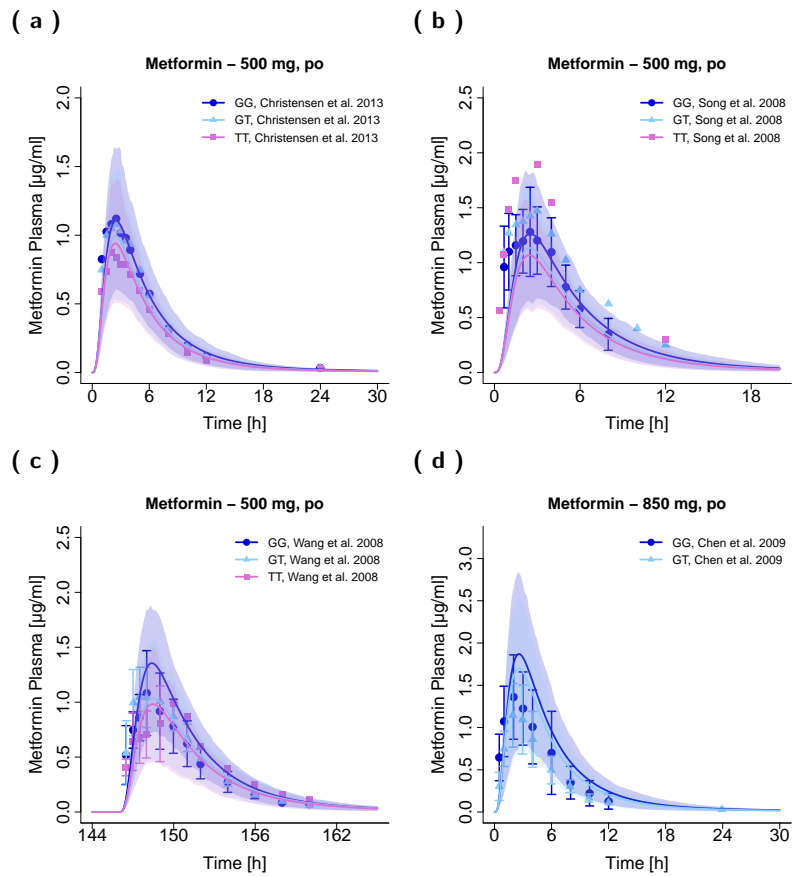 ( a )
Metformin – 500 mg, po
GG, Christensen et al. 2013
GT, Christensen et al. 2013
TT, Christensen et al. 2013
Metformin Plasma [µg/ml]
2.0
1.5
1.0
0.5
0.0
0 6 12 18 24 30
Time [h]
( b )
Metformin – 500 mg, po
GG, Song et al. 2008
GT, Song et al. 2008
TT, Song et al. 2008
Metformin Plasma [µg/ml]
2.5
2.0
1.5
1.0
0.5
0.0
0 6 12 18
Time [h]
( c )
Metformin – 500 mg, po
GG, Wang et al. 2008
GT, Wang et al. 2008
TT, Wang et al. 2008
Metformin Plasma [µg/ml]
2.5
2.0
1.5
1.0
0.5
0.0
144 150 156 162
Time [h]
( d )
Metformin – 850 mg, po
GG, Chen et al. 2009
GT, Chen et al. 2009
Metformin Plasma [µg/ml]
3.0
2.5
2.0
1.5
1.0
0.5
0.0
0 6 12 18 24 30
Time [h]